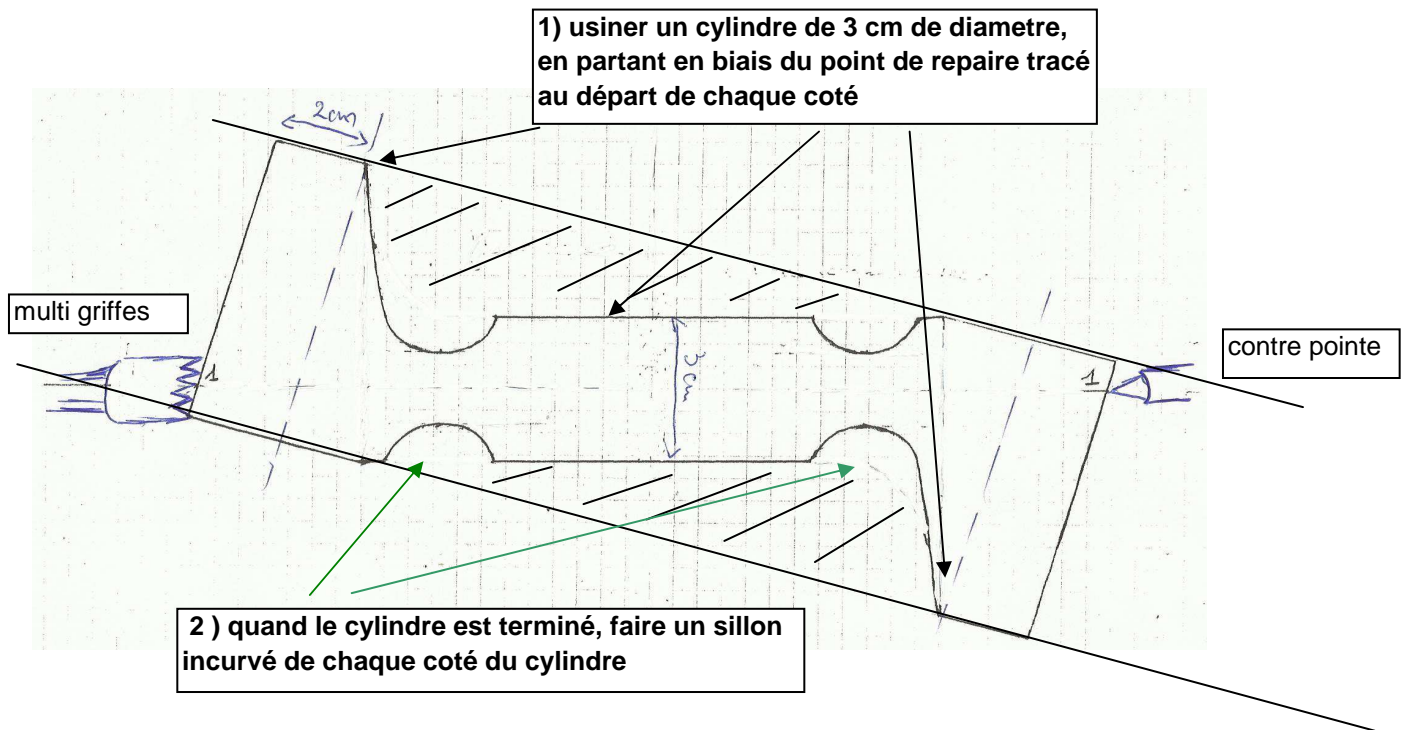 1) usiner un cylindre de 3 cm de diametre,
en partant en biais du point de repaire tracé
au départ de chaque coté
2cm
multi griffes
1
3cm
1
contre pointe
2 ) quand le cylindre est terminé, faire un sillon
incurvé de chaque coté du cylindre